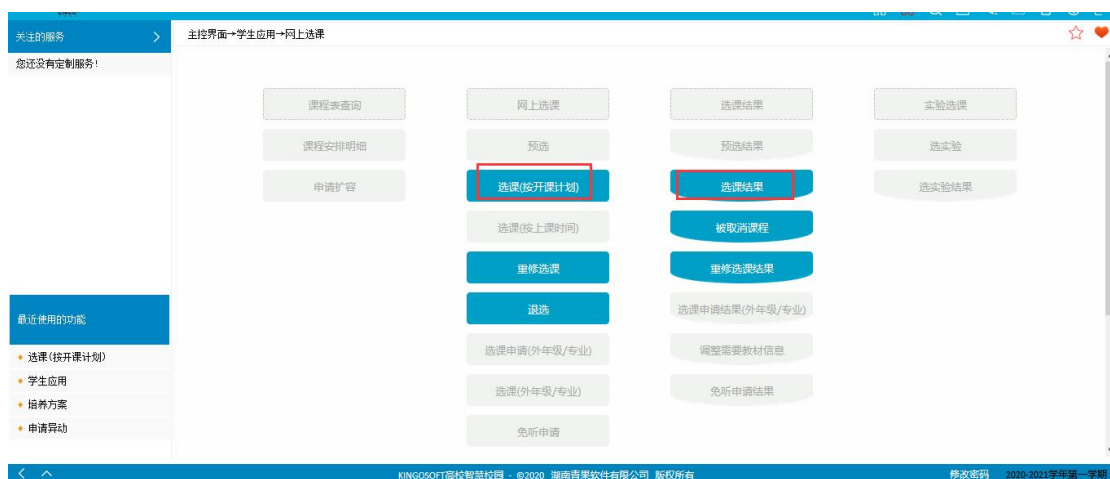 关注的服务 >
主控界面→学生应用→网上选课
您还没有定制服务!
课程表查询 网上选课 选课结果 实验选课
课程安排明细 预选 预选结果 选实验
申请扩容 选课(按开课计划) 选课结果 选实验结果
选课(按上课时间) 被取消课程
重修选课 重修选课结果
退选 选课申请结果(外年级/专业)
选课申请(外年级/专业) 调整需要教材信息
选课(外年级/专业) 免听申请结果
免听申请
最近使用的功能
选课(按开课计划)
学生应用
培养方案
申请异动
KINGOSOFT高校智慧校园 - ©2020 湖南青果软件有限公司 版权所有 修改密码 2020-2021学年第一学期